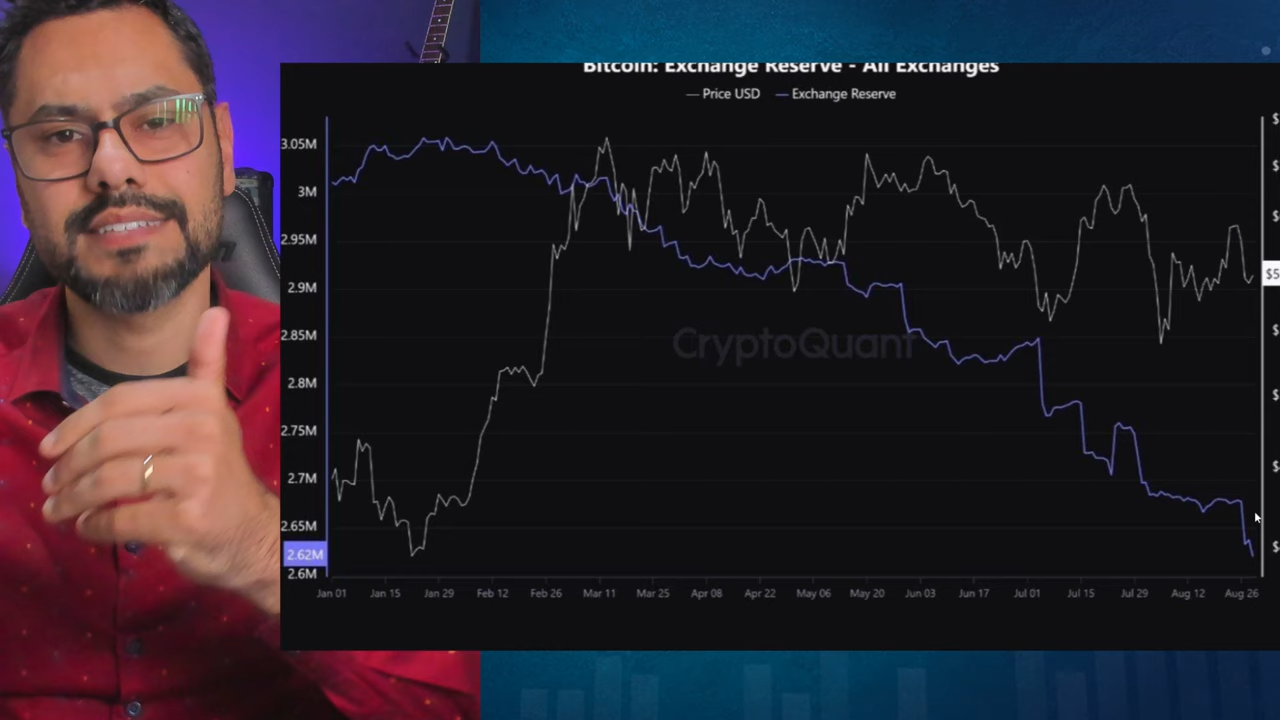 Bitcoin: Exchange Reserve - All Exchanges
Price USD Exchange Reserve
3.05M
3M
2.95M
2.9M
2.85M
2.8M
2.75M
2.7M
2.65M
2.62M
2.6M
CryptoQuant
$
$
$
$5
$
$
$
$
Jan 01 Jan 15 Jan 29 Feb 12 Feb 26 Mar 11 Mar 25 Apr 08 Apr 22 May 06 May 20 Jun 03 Jun 17 Jul 01 Jul 15 Jul 29 Aug 12 Aug 26